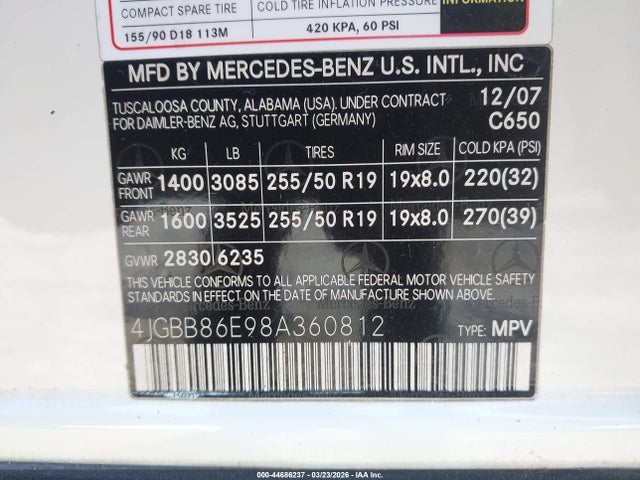 COMPACT SPARE TIRE COLD TIRE INFLATION PRESSURE INFORMATION
155/90 D18 113M 420 KPA, 60 PSI
MFD BY MERCEDES-BENZ U.S. INTL., INC
TUSCALOOSA COUNTY, ALABAMA (USA). UNDER CONTRACT 12/07
FOR DAIMLER-BENZ AG, STUTTGART (GERMANY) C650
KG LB TIRES RIM SIZE COLD KPA (PSI)
GAWR FRONT 1400 3085 255/50 R19 19x8.0 220(32)
GAWR REAR 1600 3525 255/50 R19 19x8.0 270(39)
GVWR 2830 6235
THIS VEHICLE CONFORMS TO ALL APPLICABLE FEDERAL MOTOR VEHICLE SAFETY
STANDARDS IN EFFECT ON THE DATE OF MANUFACTURE SHOWN ABOVE.
4JGBB86E98A360812 TYPE: MPV
000-44686237 - 03/23/2026 - IAA Inc.